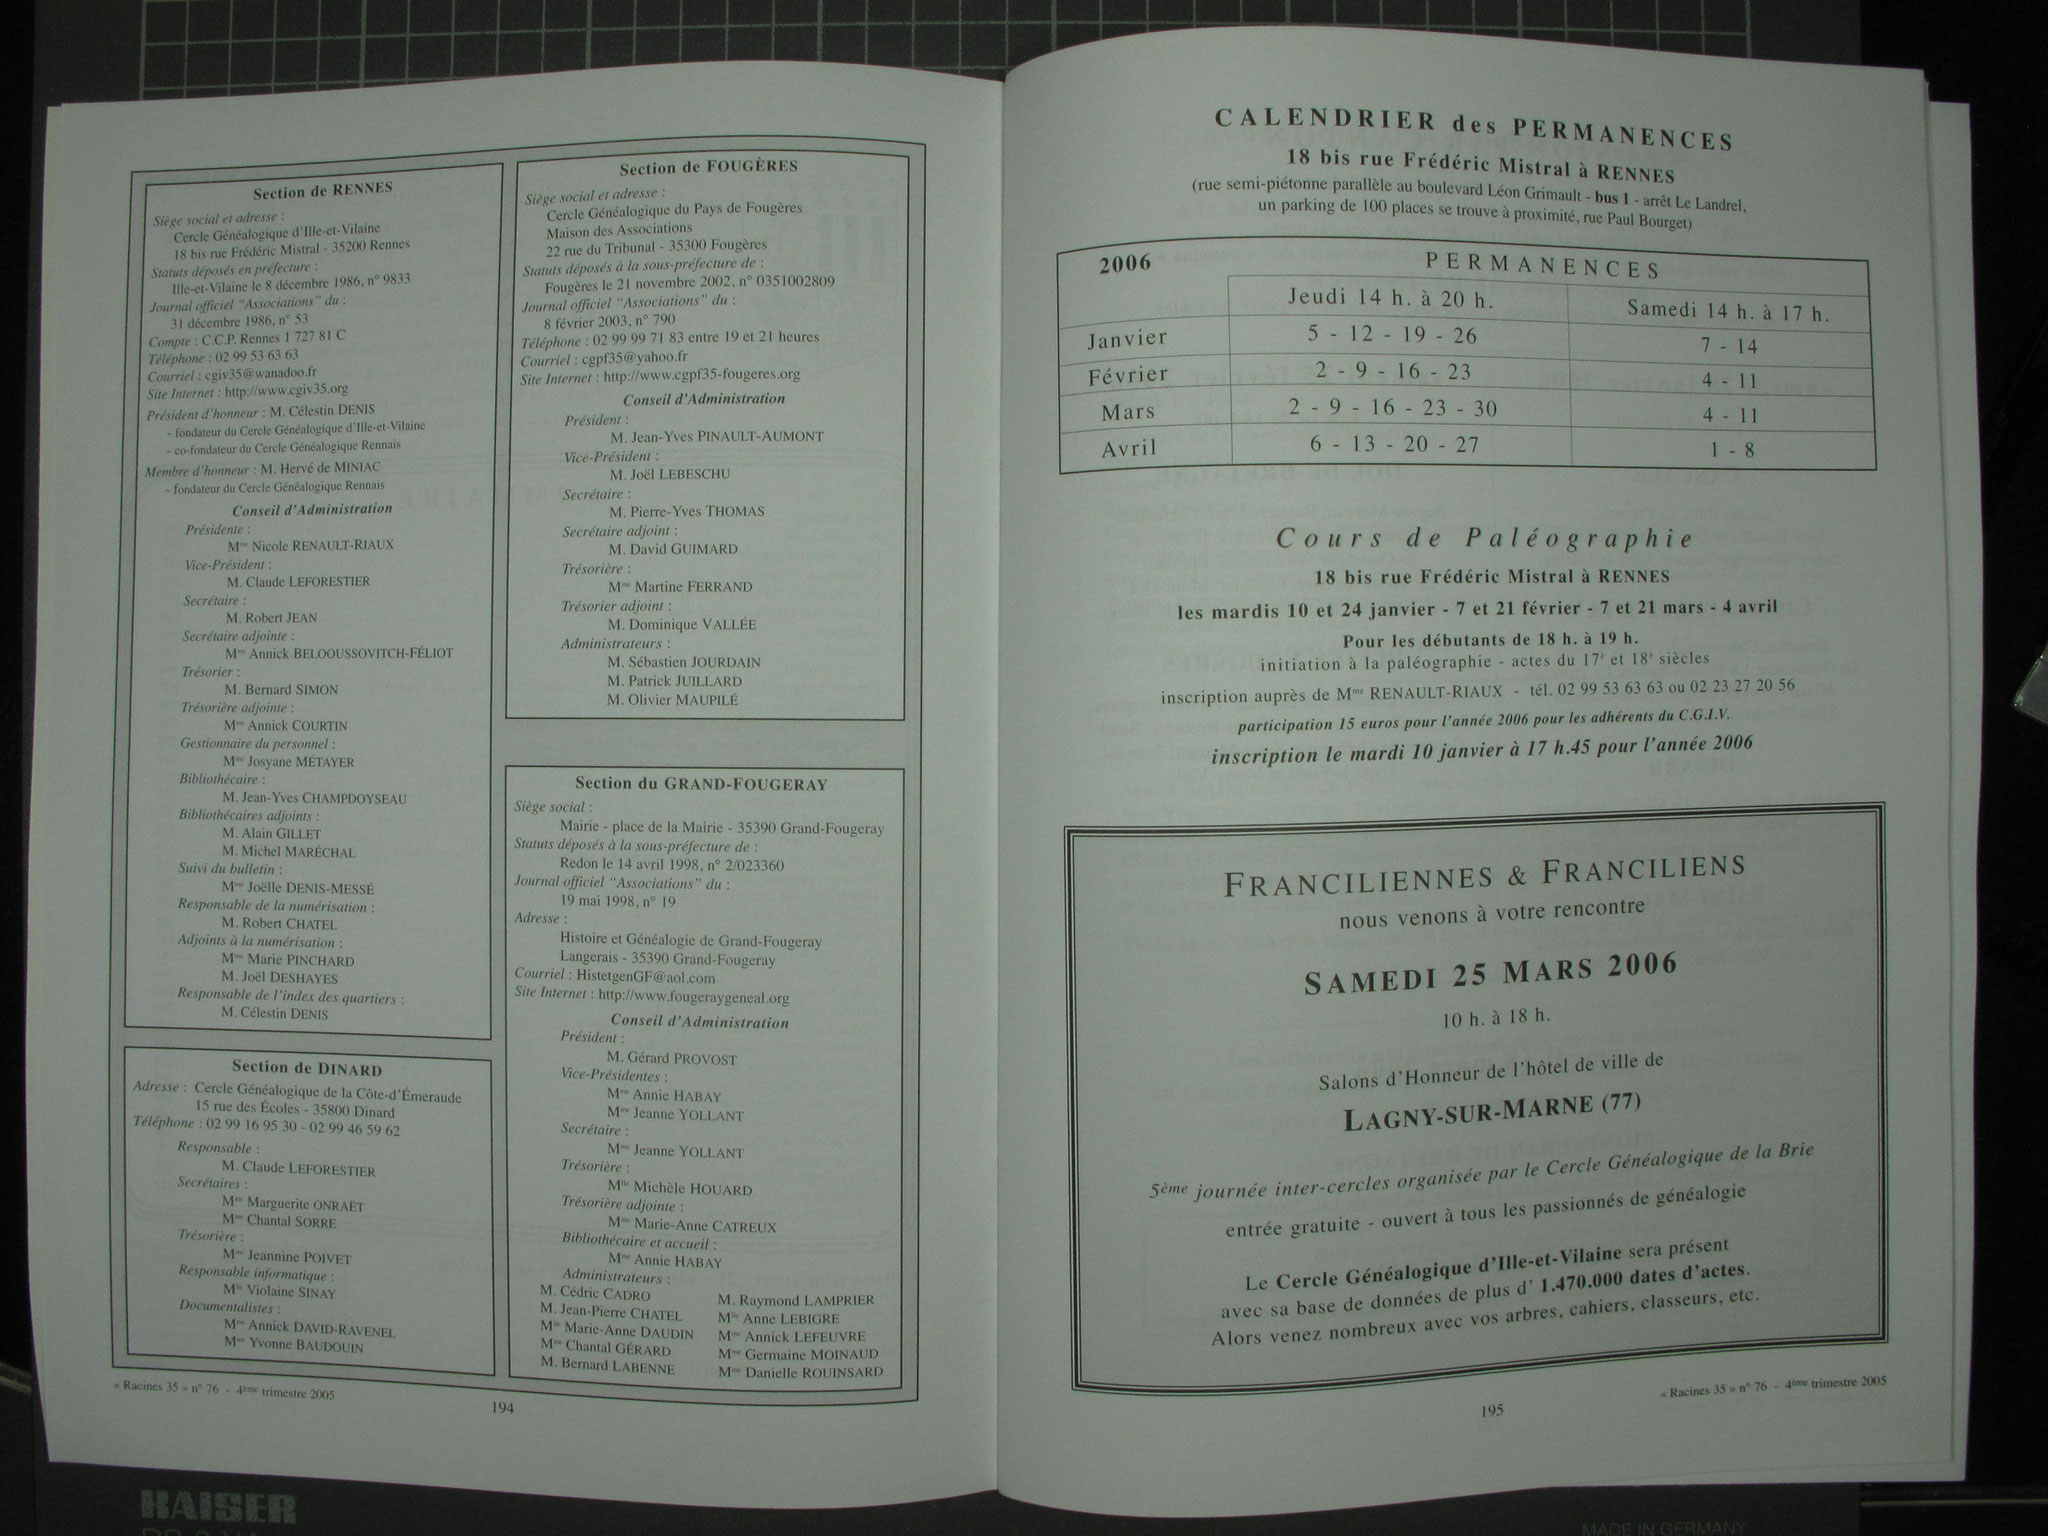 Section de RENNES
Siège social et adresse :
Cercle Généalogique d'Ille-et-Vilaine
18 bis rue Frédéric Mistral - 35200 Rennes
Statuts déposés en préfecture :
Ille-et-Vilaine le 8 décembre 1986, n° 9833
Journal officiel "Associations" du :
31 décembre 1986, n° 53
Compte : C.C.P. Rennes 1 727 81 C
Téléphone : 02 99 53 63 63
Courriel : cgiv35@wanadoo.fr
Site Internet : http://www.cgiv35.org
Président d'honneur : M. Célestin DENIS
- fondateur du Cercle Généalogique d'Ille-et-Vilaine
- co-fondateur du Cercle Généalogique Rennais
Membre d'honneur : M. Hervé de MINIAC
- fondateur du Cercle Généalogique Rennais
Conseil d'Administration
Présidente :
Mme Nicole RENAULT-RIAUX
Vice-Président :
M. Claude LEFORESTIER
Secrétaire :
M. Robert JEAN
Secrétaire adjointe :
Mme Annick BELOOUSSOVITCH-FÉLIOT
Trésorier :
M. Bernard SIMON
Trésorière adjointe :
Mme Annick COURTIN
Gestionnaire du personnel :
Mme Josyane MÉTAYER
Bibliothécaire :
M. Jean-Yves CHAMPDOYSEAU
Bibliothécaires adjoints :
M. Alain GILLET
M. Michel MARÉCHAL
Suivi du bulletin :
Mme Joëlle DENIS-MESSÉ
Responsable de la numérisation :
M. Robert CHATEL
Adjoints à la numérisation :
Mme Marie PINCHARD
M. Joël DESHAYES
Responsable de l'index des quartiers :
M. Célestin DENIS
Section de DINARD
Adresse : Cercle Généalogique de la Côte-d'Émeraude
15 rue des Écoles - 35800 Dinard
Téléphone : 02 99 16 95 30 - 02 99 46 59 62
Responsable :
M. Claude LEFORESTIER
Secrétaires :
Mme Marguerite ONRAËT
Mme Chantal SORRE
Trésorière :
Mme Jeannine POIVET
Responsable informatique :
Mlle Violaine SINAY
Documentalistes :
Mme Annick DAVID-RAVENEL
Mme Yvonne BAUDOUIN
Section de FOUGÈRES
Siège social et adresse :
Cercle Généalogique du Pays de Fougères
Maison des Associations
22 rue du Tribunal - 35300 Fougères
Statuts déposés à la sous-préfecture de :
Fougères le 21 novembre 2002, n° 0351002809
Journal officiel "Associations" du :
8 février 2003, n° 790
Téléphone : 02 99 99 71 83 entre 19 et 21 heures
Courriel : cgpf35@yahoo.fr
Site Internet : http://www.cgpf35-fougeres.org
Conseil d'Administration
Président :
M. Jean-Yves PINAULT-AUMONT
Vice-Président :
M. Joël LEBESCHU
Secrétaire :
M. Pierre-Yves THOMAS
Secrétaire adjoint :
M. David GUIMARD
Trésorière :
Mme Martine FERRAND
Trésorier adjoint :
M. Dominique VALLÉE
Administrateurs :
M. Sébastien JOURDAIN
M. Patrick JUILLARD
M. Olivier MAUPILÉ
Section du GRAND-FOUGERAY
Siège social :
Mairie - place de la Mairie - 35390 Grand-Fougeray
Statuts déposés à la sous-préfecture de :
Redon le 14 avril 1998, n° 2/023360
Journal officiel "Associations" du :
19 mai 1998, n° 19
Adresse :
Histoire et Généalogie de Grand-Fougeray
Langerais - 35390 Grand-Fougeray
Courriel : HistetgenGF@aol.com
Site Internet : http://www.fougeraygeneal.org
Conseil d'Administration
Président :
M. Gérard PROVOST
Vice-Présidentes :
Mme Annie HABAY
Mme Jeanne YOLLANT
Secrétaire :
Mme Jeanne YOLLANT
Trésorière :
Mlle Michèle HOUARD
Trésorière adjointe :
Mme Marie-Anne CATREUX
Bibliothécaire et accueil :
Mme Annie HABAY
Administrateurs :
M. Cédric CADRO
M. Jean-Pierre CHATEL
Mlle Marie-Anne DAUDIN
Mme Chantal GÉRARD
M. Bernard LABENNE
M. Raymond LAMPRIER
Mlle Anne LEBIGRE
Mme Annick LEFEUVRE
Mme Germaine MOINAUD
Mme Danielle ROUINSARD
« Racines 35 » n° 76 - 4ème trimestre 2005
194
CALENDRIER des PERMANENCES
18 bis rue Frédéric Mistral à RENNES
(rue semi-piétonne parallèle au boulevard Léon Grimault - bus 1 - arrêt Le Landrel,
un parking de 100 places se trouve à proximité, rue Paul Bourget)
2006 PERMANENCES
Jeudi 14 h. à 20 h. Samedi 14 h. à 17 h.
Janvier 5 - 12 - 19 - 26 7 - 14
Février 2 - 9 - 16 - 23 4 - 11
Mars 2 - 9 - 16 - 23 - 30 4 - 11
Avril 6 - 13 - 20 - 27 1 - 8
Cours de Paléographie
18 bis rue Frédéric Mistral à RENNES
les mardis 10 et 24 janvier - 7 et 21 février - 7 et 21 mars - 4 avril
Pour les débutants de 18 h. à 19 h.
initiation à la paléographie - actes du 17e et 18e siècles
inscription auprès de Mme RENAULT-RIAUX - tél. 02 99 53 63 63 ou 02 23 27 20 56
participation 15 euros pour l'année 2006 pour les adhérents du C.G.I.V.
inscription le mardi 10 janvier à 17 h.45 pour l'année 2006
FRANCILIENNES & FRANCILIENS
nous venons à votre rencontre
SAMEDI 25 MARS 2006
10 h. à 18 h.
Salons d'Honneur de l'hôtel de ville de
LAGNY-SUR-MARNE (77)
5ème journée inter-cercles organisée par le Cercle Généalogique de la Brie
entrée gratuite - ouvert à tous les passionnés de généalogie
Le Cercle Généalogique d'Ille-et-Vilaine sera présent
avec sa base de données de plus d' 1.470.000 dates d'actes.
Alors venez nombreux avec vos arbres, cahiers, classeurs, etc.
« Racines 35 » n° 76 - 4ème trimestre 2005
195
KAISER
MADE IN GERMANY